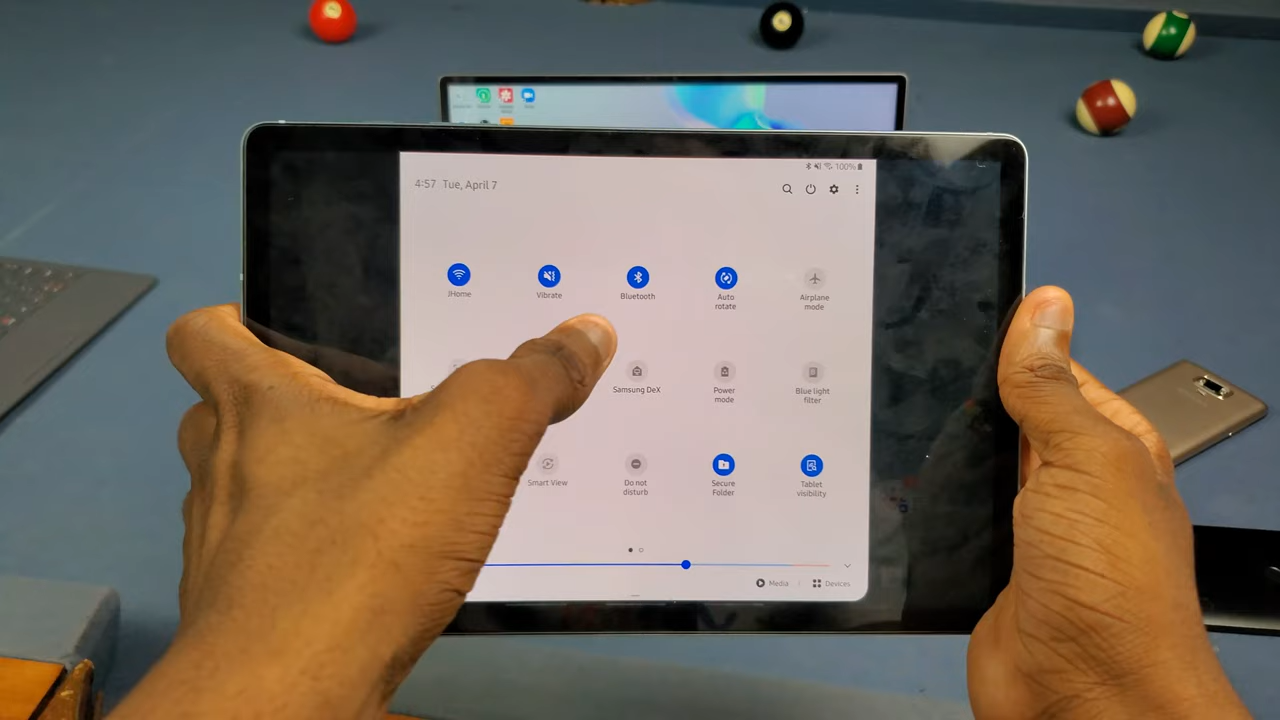 100%
4:57 Tue, April 7
JHome
Vibrate
Bluetooth
Auto
rotate
Airplane
mode
Samsung DeX
Power
mode
Blue light
filter
Smart View
Do not
disturb
Secure
Folder
Tablet
visibility
Media
Devices